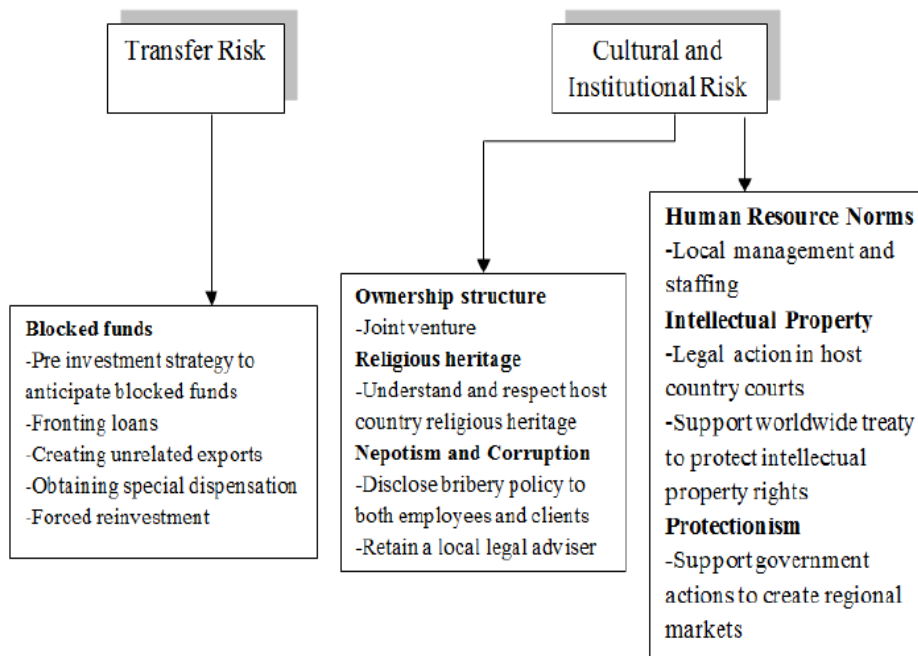 Transfer Risk
Cultural and
Institutional Risk
Blocked funds
-Pre investment strategy to
anticipate blocked funds
-Fronting loans
-Creating unrelated exports
-Obtaining special dispensation
-Forced reinvestment
Ownership structure
-Joint venture
Religious heritage
-Understand and respect host
country religious heritage
Nepotism and Corruption
-Disclose bribery policy to
both employees and clients
-Retain a local legal adviser
Human Resource Norms
-Local management and
staffing
Intellectual Property
-Legal action in host
country courts
-Support worldwide treaty
to protect intellectual
property rights
Protectionism
-Support government
actions to create regional
markets